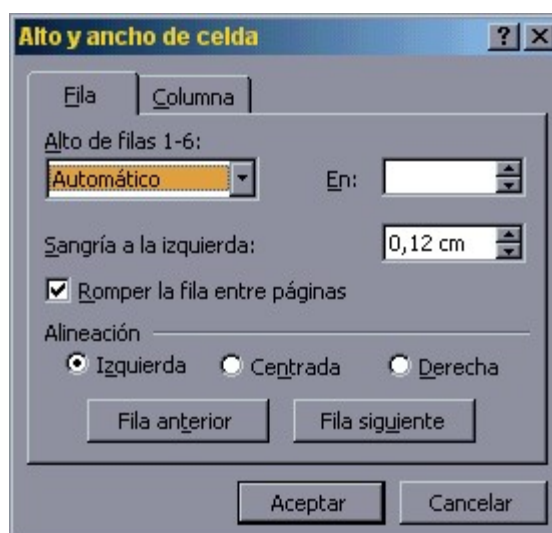 Alto y ancho de celda ? X
Fila Columna
Alto de filas 1-6:
Automático En:
Sangría a la izquierda: 0,12 cm
Romper la fila entre páginas
Alineación
Izquierda Centrada Derecha
Fila anterior Fila siguiente
Aceptar Cancelar